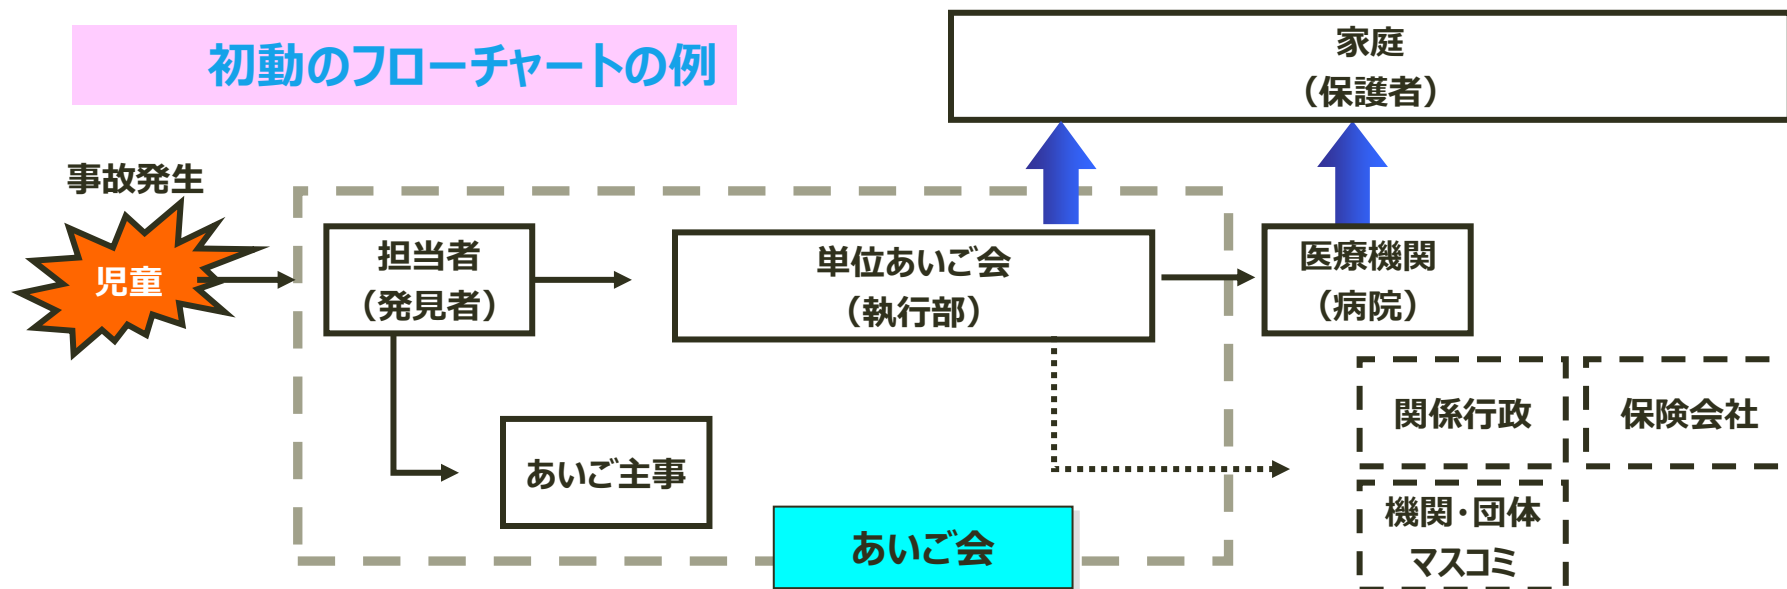 初動のフローチャートの例
家庭
（保護者）
事故発生
児童
担当者
（発見者）
単位あいご会
（執行部）
医療機関
（病院）
関係行政
保険会社
あいご主事
機関・団体
マスコミ
あいご会